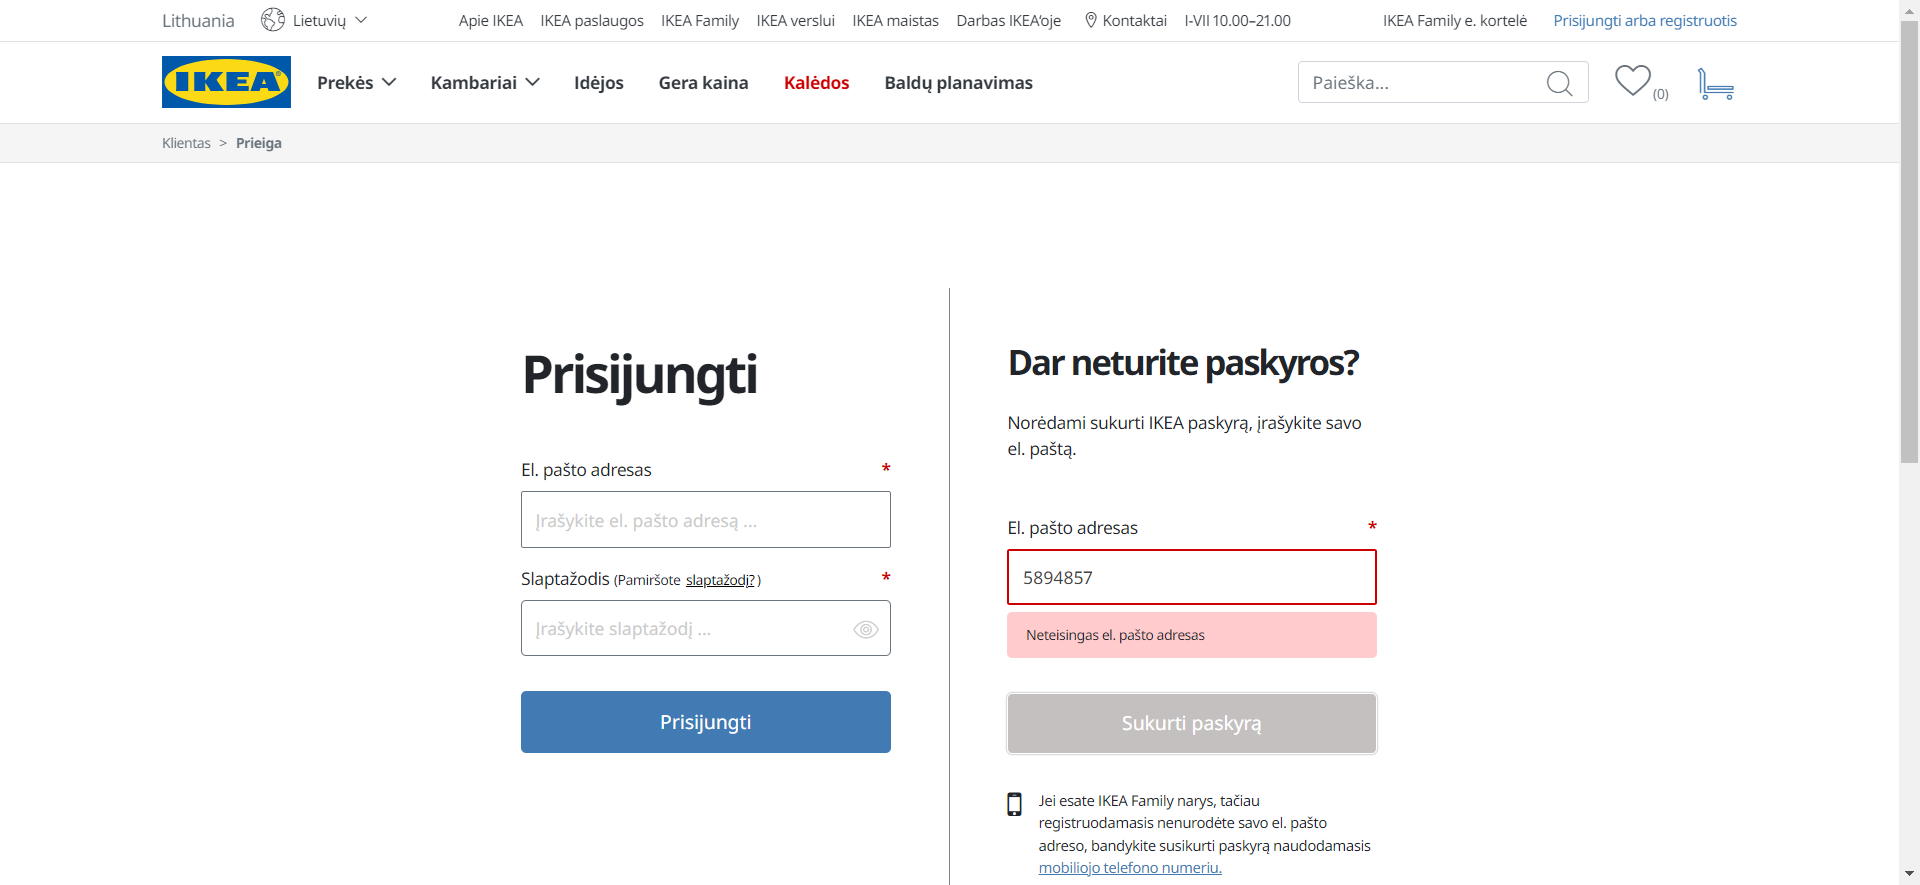 Lithuania Lietuvių Apie IKEA IKEA paslaugos IKEA Family IKEA verslui IKEA maistas Darbas IKEA‘oje Kontaktai I-VII 10.00–21.00 IKEA Family e. kortelė Prisijungti arba registruotis
IKEA Prekės Kambariai Idėjos Gera kaina Kalėdos Baldų planavimas Paieška... (0)
Klientas > Prieiga
Prisijungti
El. pašto adresas *
Įrašykite el. pašto adresą ...
Slaptažodis (Pamiršote slaptažodį? ) *
Įrašykite slaptažodį ...
Prisijungti
Dar neturite paskyros?
Norėdami sukurti IKEA paskyrą, įrašykite savo
el. paštą.
El. pašto adresas *
5894857
Neteisingas el. pašto adresas
Sukurti paskyrą
Jei esate IKEA Family narys, tačiau
registruodamasis nenurodėte savo el. pašto
adreso, bandykite susikurti paskyrą naudodamasis
mobiliojo telefono numeriu.